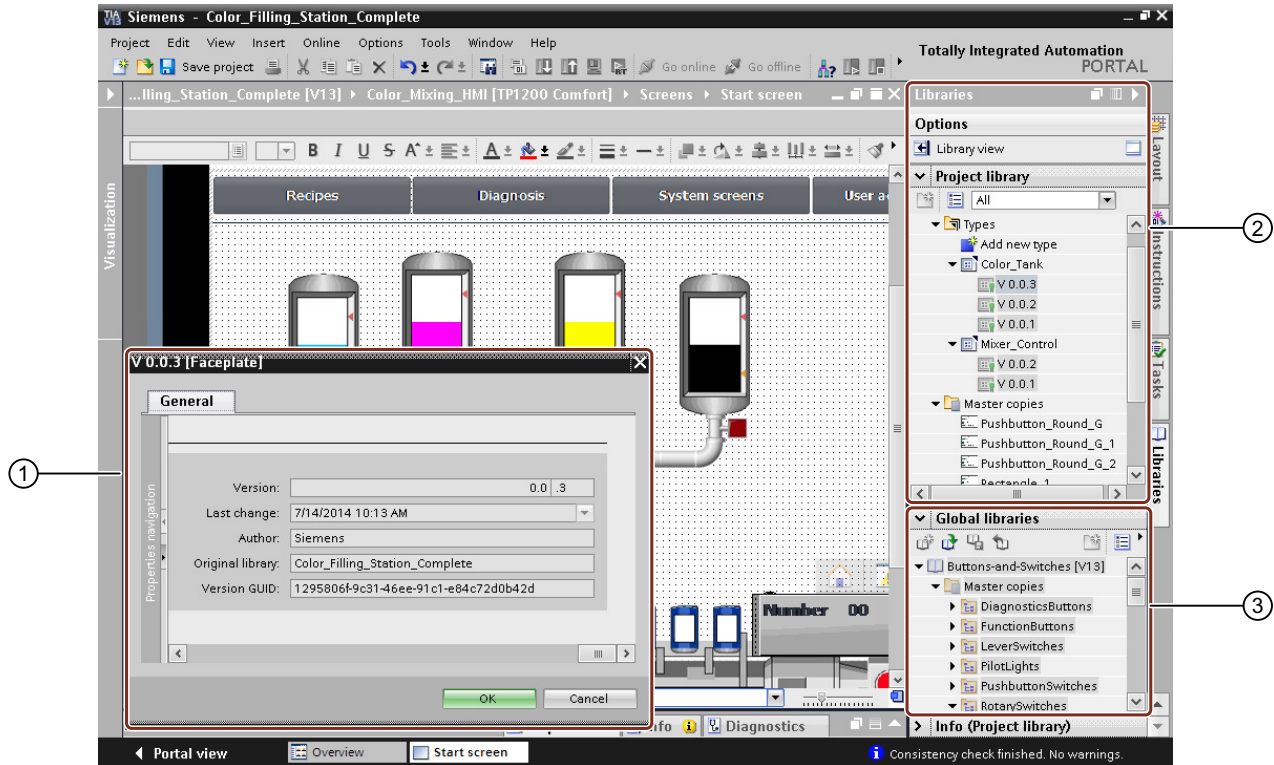 Siemens - Color_Filling_Station_Complete
Project Edit View Insert Online Options Tools Window Help
Totally Integrated Automation
PORTAL
Save project
Go online
Go offline
...lling_Station_Complete [V13] Color_Mixing_HMI [TP1200 Comfort] Screens Start screen
Libraries
Options
Library view
Layout
B I U S A A
Visualization
Recipes
Diagnosis
System screens
User a
Project library
All
Types
Add new type
Color_Tank
V 0.0.3
V 0.0.2
V 0.0.1
Mixer_Control
V 0.0.2
V 0.0.1
Master copies
Pushbutton_Round_G
Pushbutton_Round_G_1
Pushbutton_Round_G_2
Rectangle_1
Instructions
Tasks
Libraries
2
V 0.0.3 [Faceplate]
General
Properties navigation
Version: 0.0 .3
Last change: 7/14/2014 10:13 AM
Author: Siemens
Original library: Color_Filling_Station_Complete
Version GUID: 1295806f-9c31-46ee-91c1-e84c72d0b42d
OK
Cancel
1
Number 00
Global libraries
Buttons-and-Switches [V13]
Master copies
DiagnosticsButtons
FunctionButtons
LeverSwitches
PilotLights
PushbuttonSwitches
RotarySwitches
3
Info (Project library)
Diagnostics
Portal view
Overview
Start screen
Consistency check finished. No warnings.